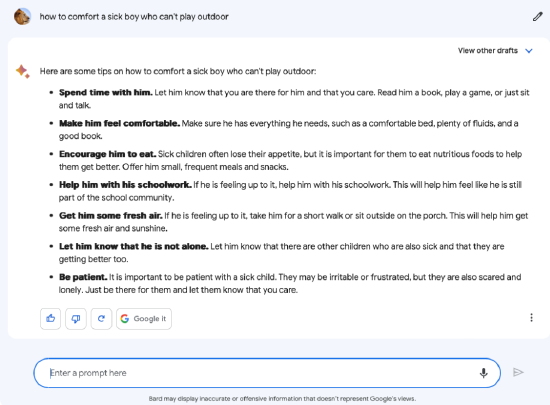 how to comfort a sick boy who can't play outdoor
View other drafts
Here are some tips on how to comfort a sick boy who can't play outdoor:
• Spend time with him. Let him know that you are there for him and that you care. Read him a book, play a game, or just sit
and talk.
• Make him feel comfortable. Make sure he has everything he needs, such as a comfortable bed, plenty of fluids, and a
good book.
• Encourage him to eat. Sick children often lose their appetite, but it is important for them to eat nutritious foods to help
them get better. Offer him small, frequent meals and snacks.
• Help him with his schoolwork. If he is feeling up to it, help him with his schoolwork. This will help him feel like he is still
part of the school community.
• Get him some fresh air. If he is feeling up to it, take him for a short walk or sit outside on the porch. This will help him get
some fresh air and sunshine.
• Let him know that he is not alone. Let him know that there are other children who are also sick and that they are
getting better too.
• Be patient. It is important to be patient with a sick child. They may be irritable or frustrated, but they are also scared and
lonely. Just be there for them and let them know that you care.
Google it
Enter a prompt here
Bard may display inaccurate or offensive information that doesn't represent Google's views.